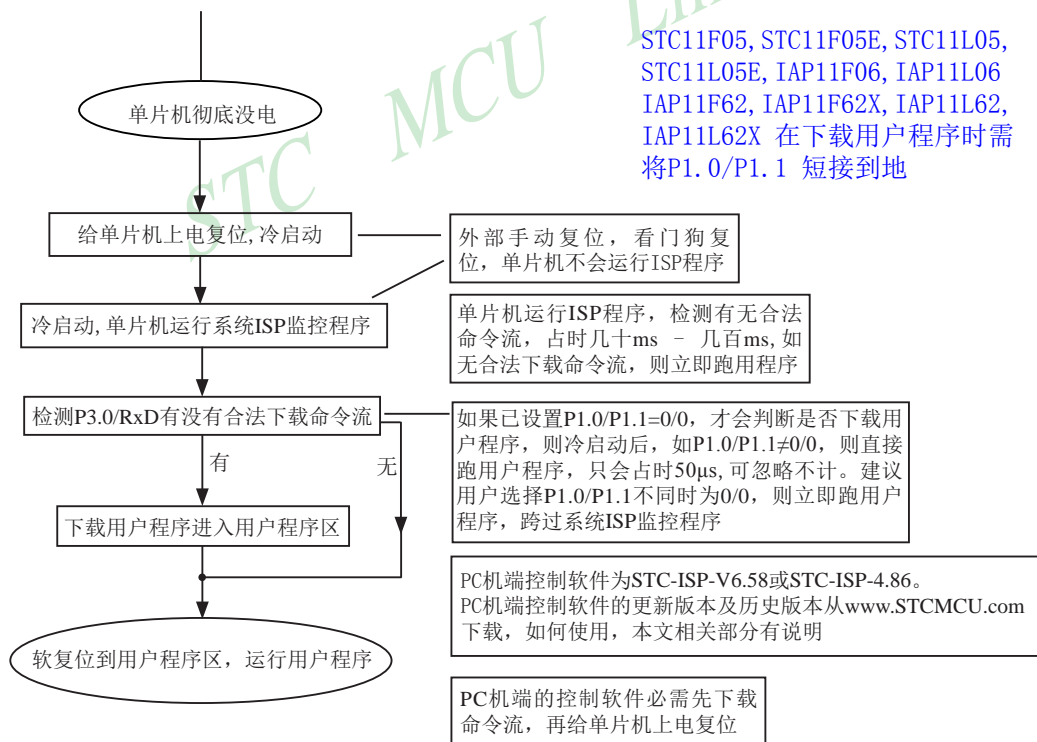 STC MCU Lim
STC11F05,STC11F05E,STC11L05,
STC11L05E,IAP11F06,IAP11L06
IAP11F62,IAP11F62X,IAP11L62,
IAP11L62X 在下载用户程序时需
将P1.0/P1.1 短接到地
单片机彻底没电
给单片机上电复位,冷启动
外部手动复位，看门狗复
位，单片机不会运行ISP程序
冷启动,单片机运行系统ISP监控程序
单片机运行ISP程序，检测有无合法
命令流，占时几十ms － 几百ms,如
无合法下载命令流，则立即跑用程序
检测P3.0/RxD有没有合法下载命令流
如果已设置P1.0/P1.1=0/0，才会判断是否下载用
户程序，则冷启动后，如P1.0/P1.1≠0/0，则直接
跑用户程序，只会占时50μs,可忽略不计。建议
用户选择P1.0/P1.1不同时为0/0，则立即跑用户
程序，跨过系统ISP监控程序
有
无
下载用户程序进入用户程序区
PC机端控制软件为STC-ISP-V6.58或STC-ISP-4.86。
PC机端控制软件的更新版本及历史版本从www.STCMCU.com
下载，如何使用，本文相关部分有说明
软复位到用户程序区，运行用户程序
PC机端的控制软件必需先下载
命令流，再给单片机上电复位